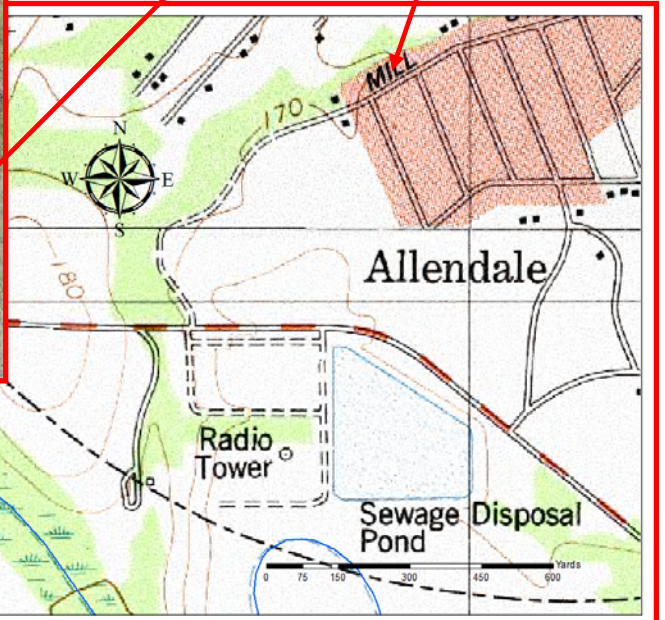 MILL
170
N
W E
S
180
Allendale
Radio
Tower
Sewage Disposal
Pond
Yards
0 75 150 300 450 600